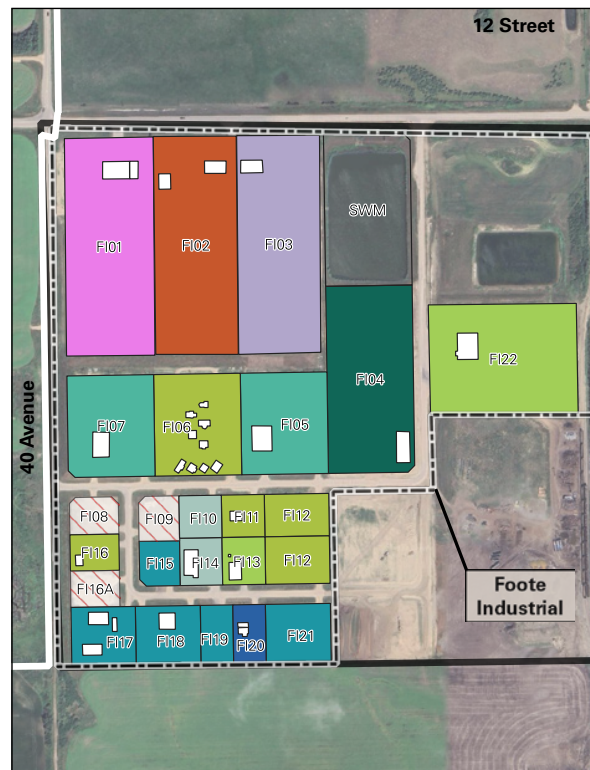 12 Street
SWM
FI01
FI02
FI03
FI22
FI04
40 Avenue
FI07
FI06
FI05
FI08
FI09
FI10
FI11
FI12
FI16
FI15
FI14
FI13
FI12
FI16A
Foote
Industrial
FI17
FI18
FI19
FI20
FI21